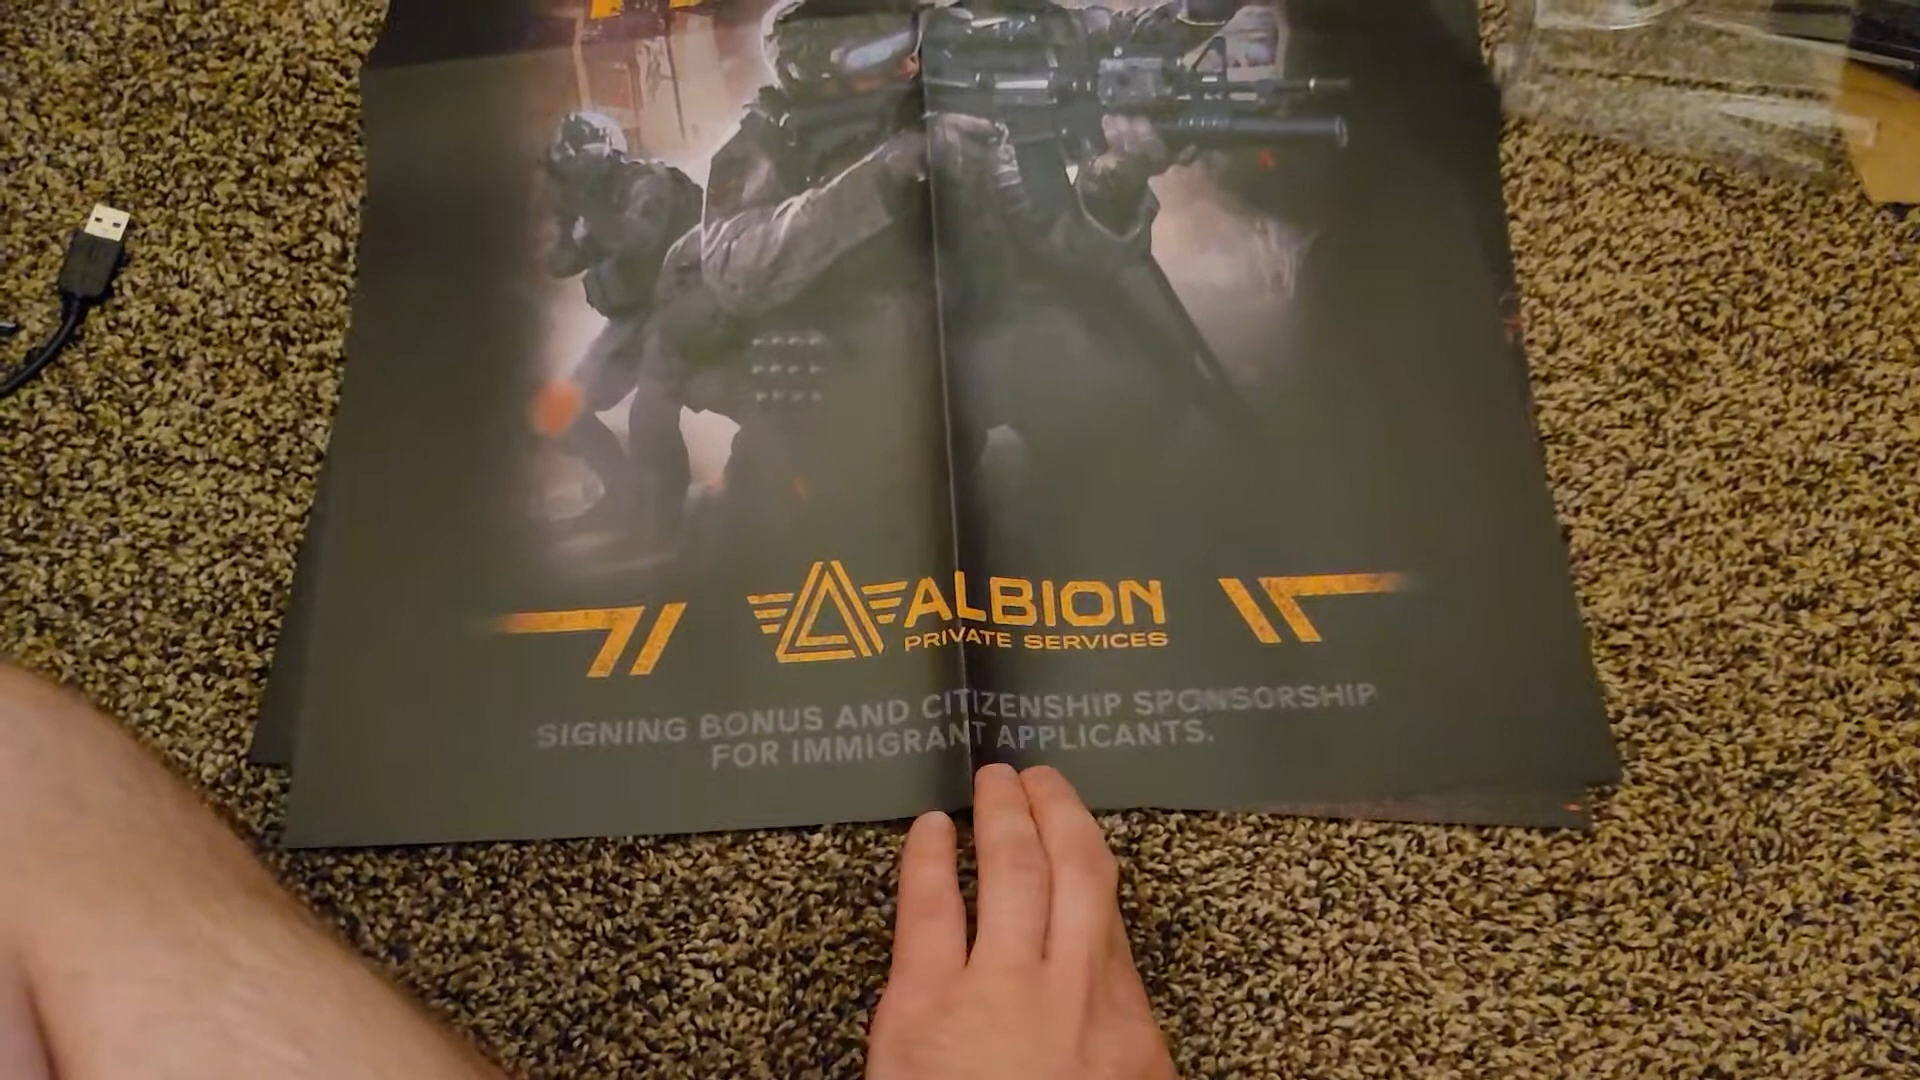 ALBION
PRIVATE SERVICES
SIGNING BONUS AND CITIZENSHIP SPONSORSHIP
FOR IMMIGRANT APPLICANTS.